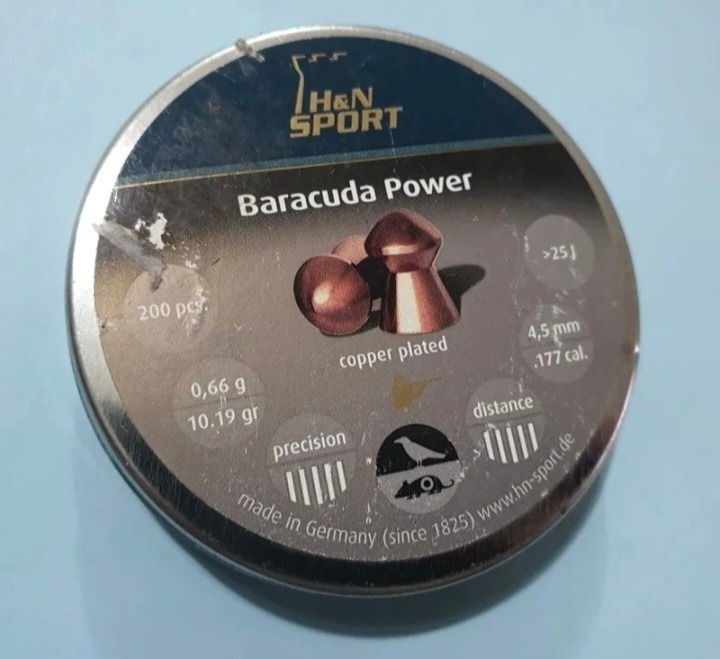 H&N
SPORT
Baracuda Power
>25 J
200 pcs.
4,5 mm
.177 cal.
copper plated
0,66 g
10.19 gr
distance
precision
made in Germany (since 1825) www.hn-sport.de